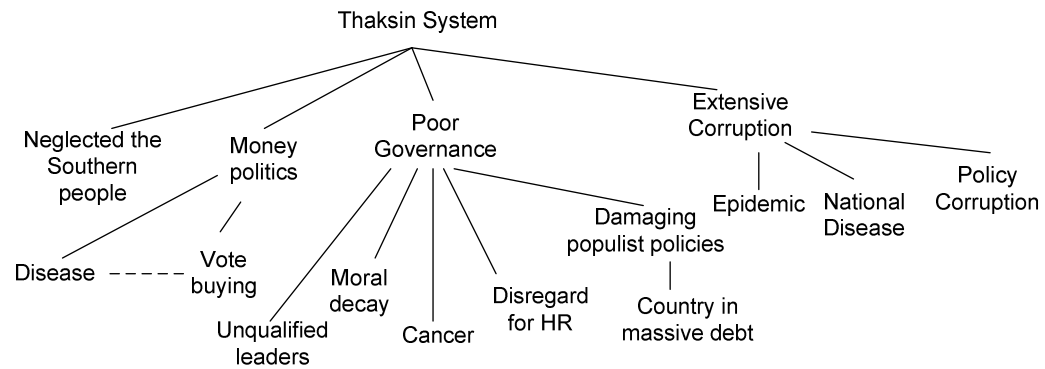 Thaksin System
Neglected the
Southern
people
Money
politics
Poor
Governance
Extensive
Corruption
Disease
Vote
buying
Unqualified
leaders
Moral
decay
Cancer
Disregard
for HR
Damaging
populist policies
Country in
massive debt
Epidemic
National
Disease
Policy
Corruption